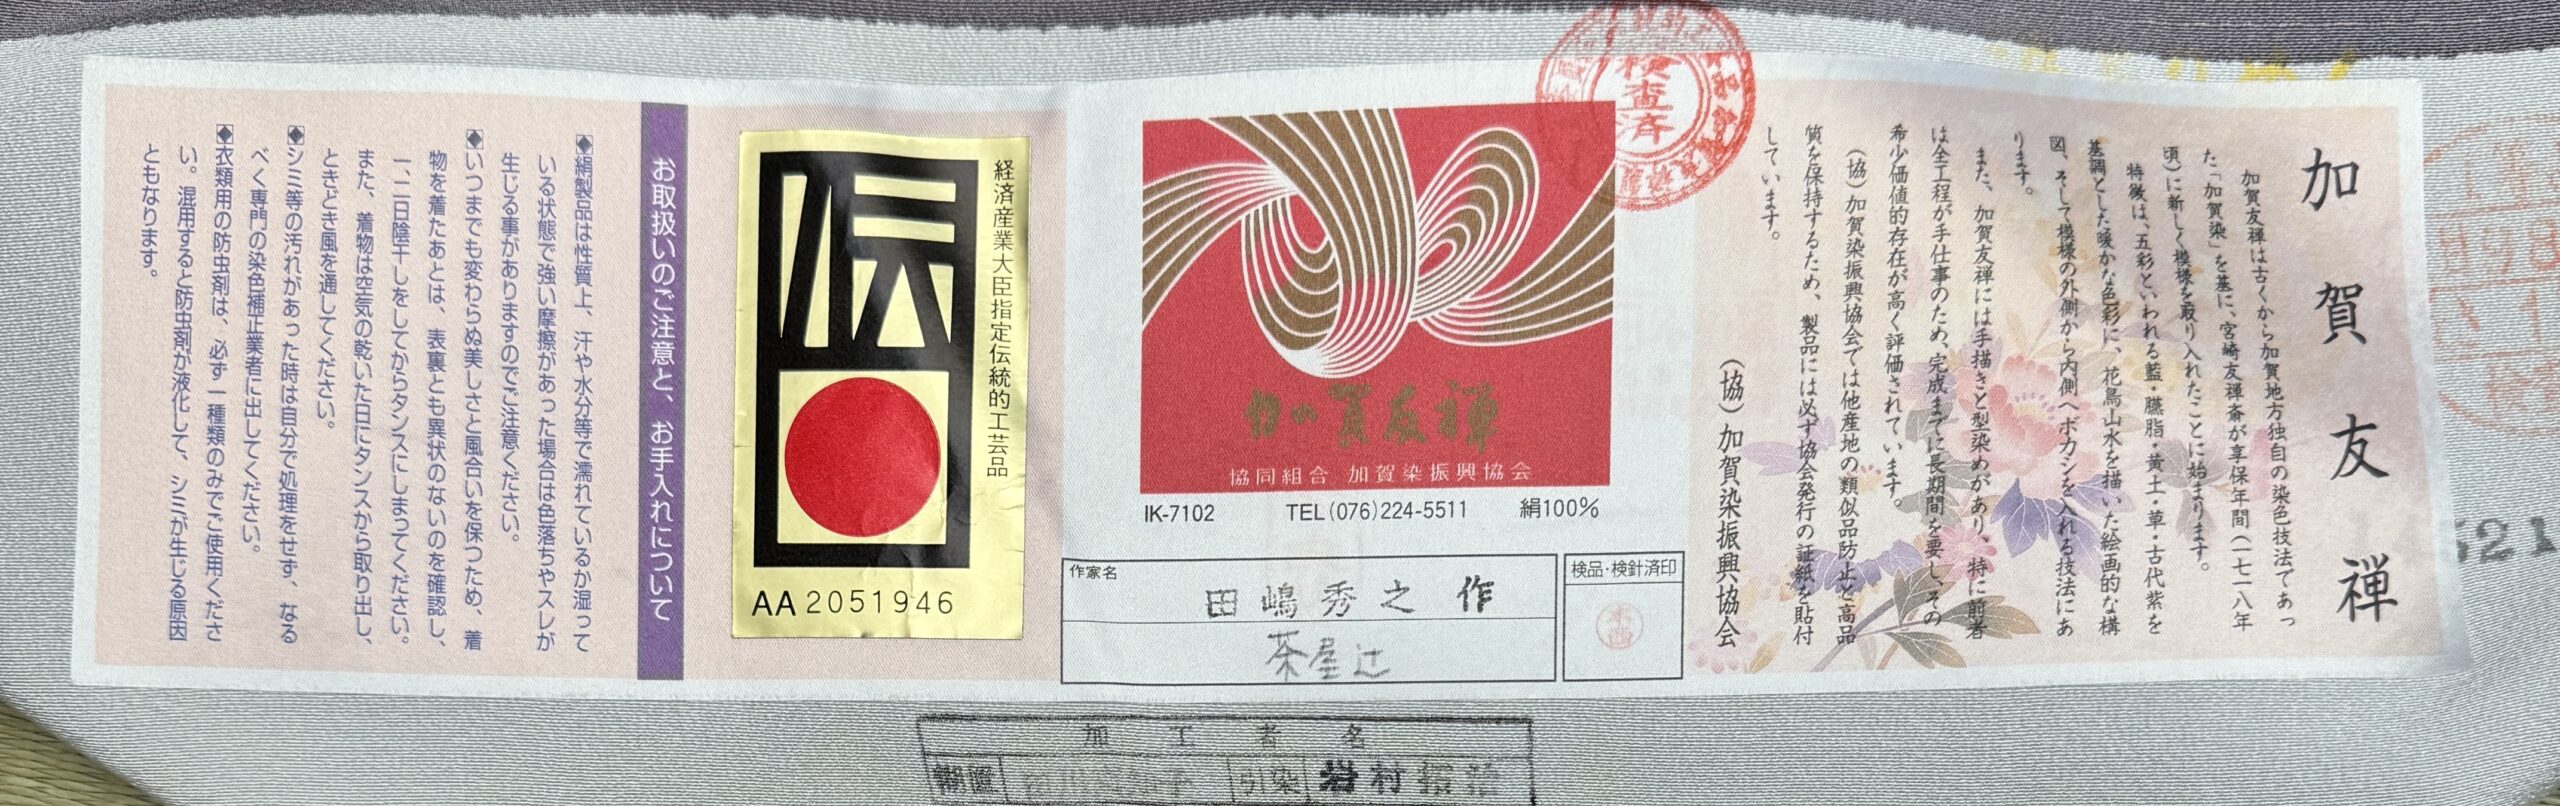 加賀友禅
加賀友禅は古くから加賀地方独自の染色技法であっ
た「加賀染」を基に、宮崎友禅斎が享保年間(一七一八年
頃)に新しく模様を取り入れたことに始まります。
特徴は、五彩といわれる藍・臙脂・黄土・草・古代紫を
基調とした暖かな色彩に、花鳥山水を描いた絵画的な構
図、そして模様の外側から内側へボカシを入れる技法にあ
ります。
また、加賀友禅には手描きと型染めがあり、特に前者
は全工程が手仕事のため、完成までに長期間を要し、その
希少価値的存在が高く評価されています。
(協)加賀染振興協会では他産地の類似品防止と高品
質を保持するため、製品には必ず協会発行の証紙を貼付
しています。
(協)加賀染振興協会
検査済
加賀友禅
協同組合 加賀染振興協会
IK-7102 TEL(076)224-5511 絹100%
作家名
田嶋秀之 作
茶屋辻
検品・検針済印
経済産業大臣指定伝統的工芸品
伝
AA2051946
お取扱いのご注意と、お手入れについて
◆絹製品は性質上、汗や水分等で濡れているか湿って
いる状態で強い摩擦があった場合は色落ちやスレが
生じる事がありますのでご注意ください。
◆いつまでも変わらぬ美しさと風合いを保つため、着
物を着たあとは、表裏とも異状のないのを確認し、
一、二日陰干しをしてからタンスにしまってください。
また、着物は空気の乾いた日にタンスから取り出し、
ときどき風を通してください。
◆シミ等の汚れがあった時は自分で処理をせず、なる
べく専門の染色補正業者に出してください。
◆衣類用の防虫剤は、必ず一種類のみでご使用くださ
い。混用すると防虫剤が液化して、シミが生じる原因
ともなります。
加工者名
引染 岩村振治
521